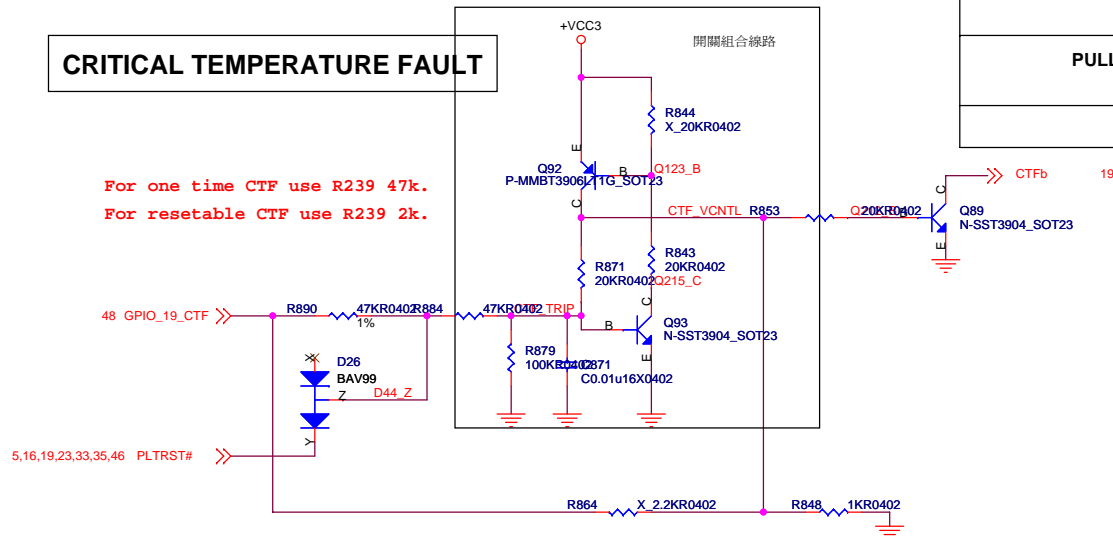 +VCC3
開關組合線路
CRITICAL TEMPERATURE FAULT
PULL
R844
X_20KR0402
E
Q92
P-MMBT3906LT1G_SOT23
B
Q123_B
C
For one time CTF use R239 47k.
For resetable CTF use R239 2k.
CTF_VCNTL
R853
20KR0402
B
C
E
Q89
N-SST3904_SOT23
CTFb
19
R871
20KR0402
R843
20KR0402
Q215_C
C
48 GPIO_19_CTF
R890
47KR0402
1%
R884
47KR0402
CTF_TRIP
B
Q93
N-SST3904_SOT23
E
R879
100KR0402
C871
C0.01u16X0402
X
D26
BAV99
Z
D44_Z
Y
5,16,19,23,33,35,46 PLTRST#
R864
X_2.2KR0402
R848
1KR0402